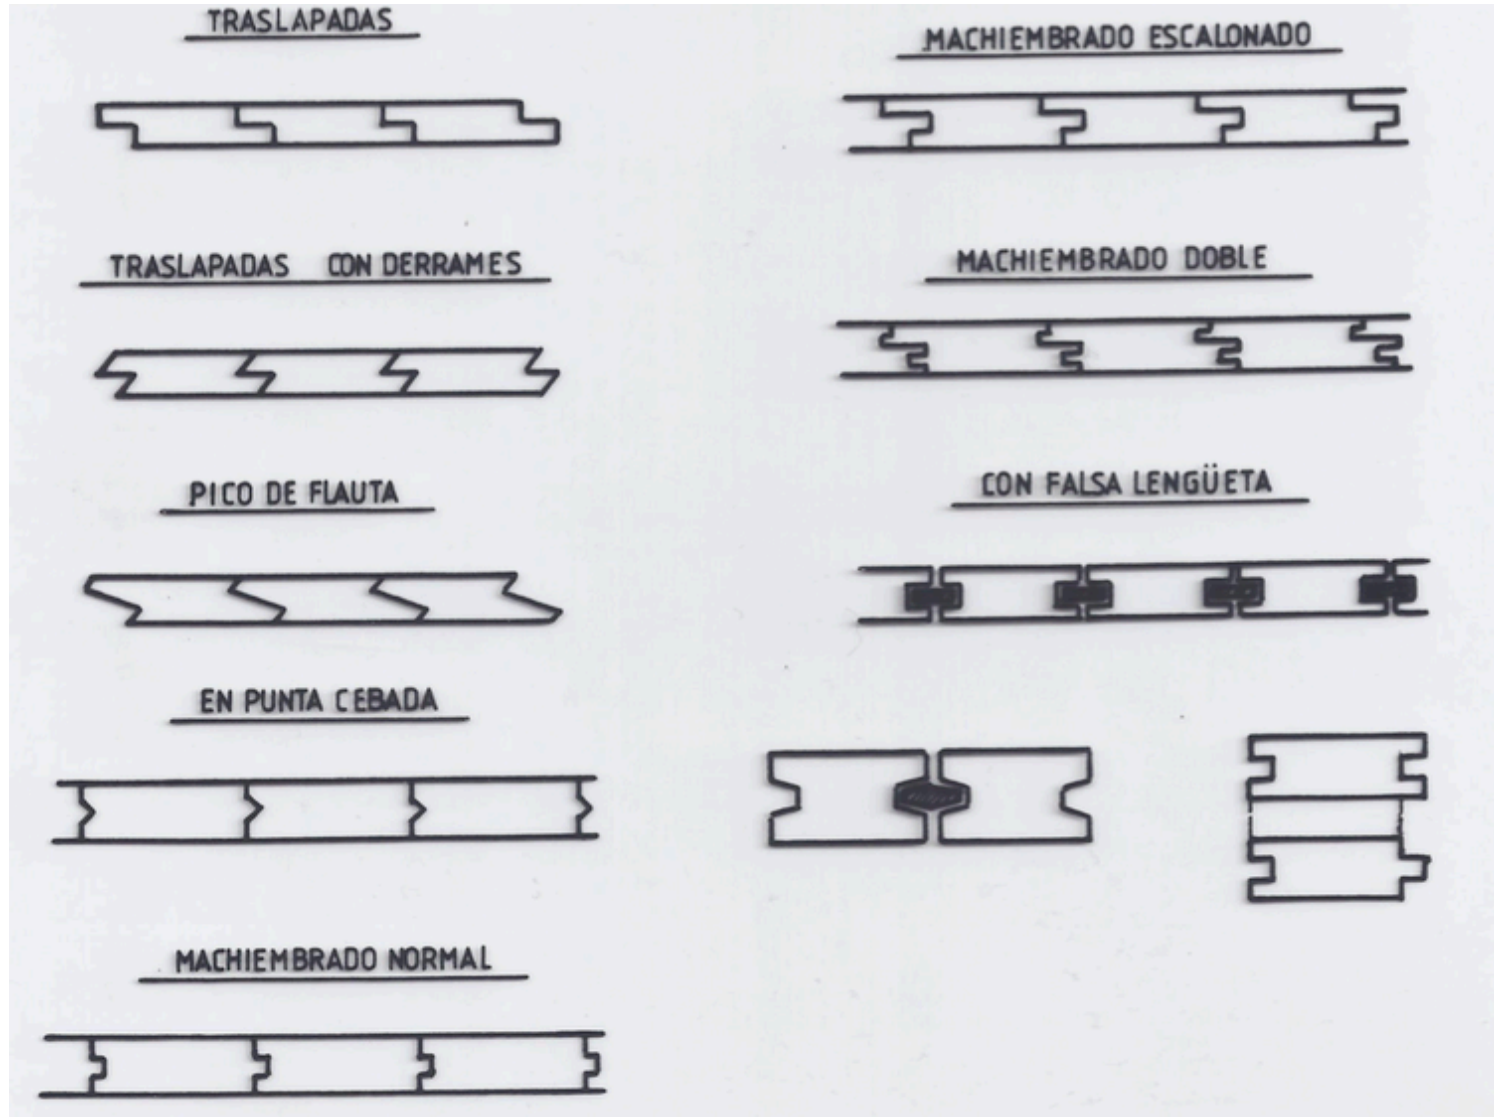 TRASLAPADAS
TRASLAPADAS CON DERRAMES
PICO DE FLAUTA
EN PUNTA CEBADA
MACHIEMBRADO NORMAL
MACHIEMBRADO ESCALONADO
MACHIEMBRADO DOBLE
CON FALSA LENGÜETA